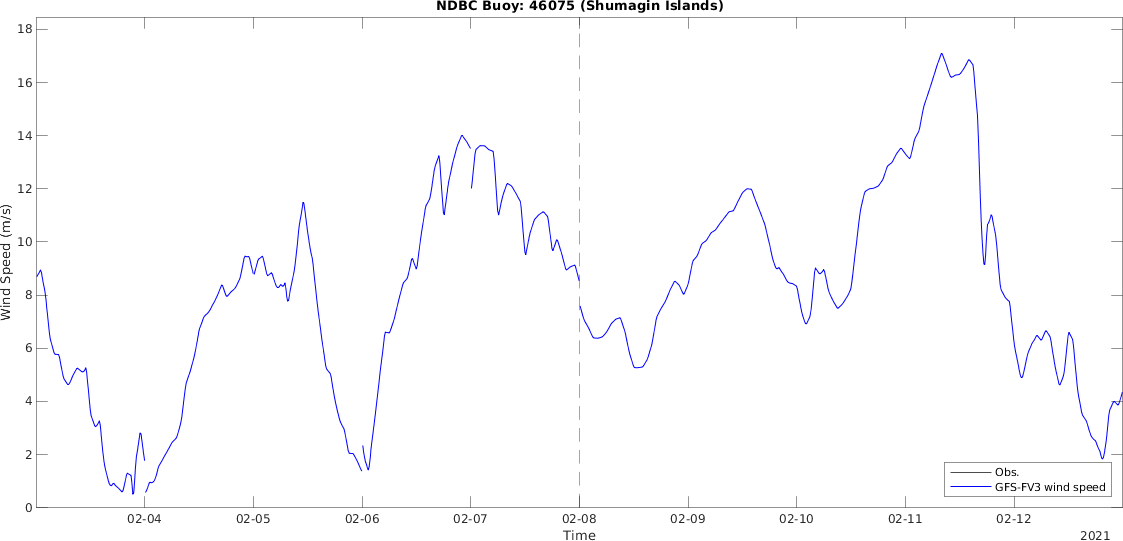 NDBC Buoy: 46075 (Shumagin Islands)
18
16
14
12
10
8
6
4
2
0
Wind Speed (m/s)
Obs.
GFS-FV3 wind speed
02-04 02-05 02-06 02-07 02-08 02-09 02-10 02-11 02-12
Time
2021